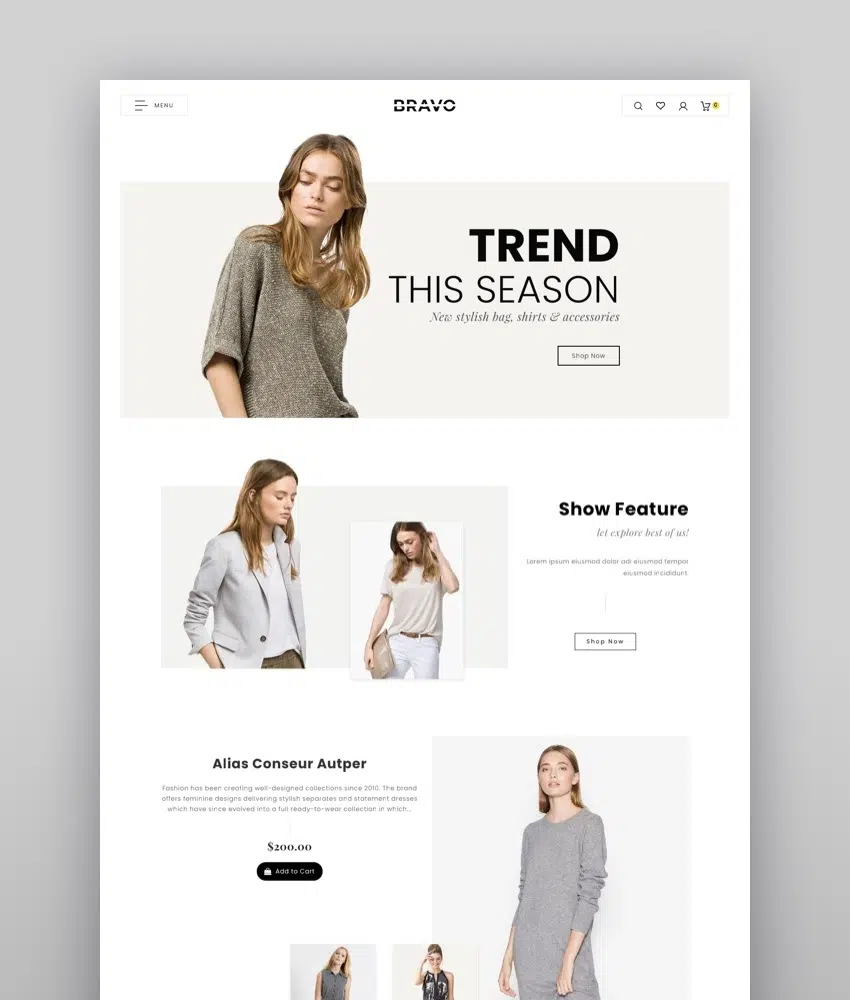 MENU
BRAVO
0
TREND
THIS SEASON
New stylish bag, shirts & accessories
Shop Now
Show Feature
let explore best of us!
Lorem ipsum eiusmod dolor adi eiusmod tempor
eiusmod incididunt.
Shop Now
Alias Conseur Autper
Fashion has been creating well-designed collections since 2010. The brand
offers feminine designs delivering stylish separates and statement dresses
which have since evolved into a full ready-to-wear collection in which...
$200.00
Add to Cart